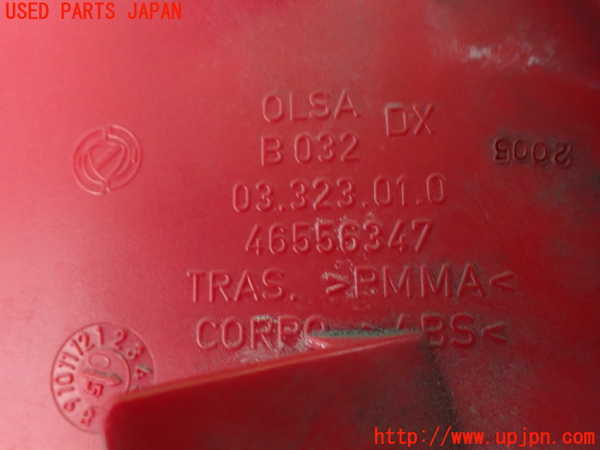 USED PARTS JAPAN
OLSA DX
B032
2005
03.323.01.0
46556347
TRAS. >PMMA<
CORPO >ABS<
http://www.upjpn.com